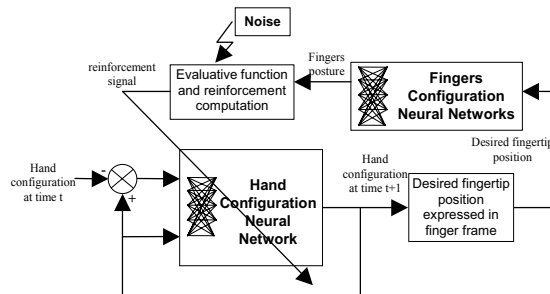 Noise
reinforcement
signal
Evaluative function
and reinforcement
computation
Fingers
posture
Fingers
Configuration
Neural Networks
Desired fingertip
position
Hand
configuration
at time t
-
+
Hand
Configuration
Neural
Network
Hand
configuration
at time t+1
Desired fingertip
position
expressed in
finger frame